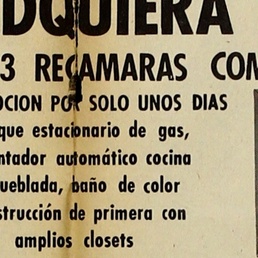 DQUIERA
3 RECAMARAS COM
OCION POR SOLO UNOS DIAS
que estacionario de gas,
ntador automático cocina
ueblada, baño de color
strucción de primera con
amplios closets